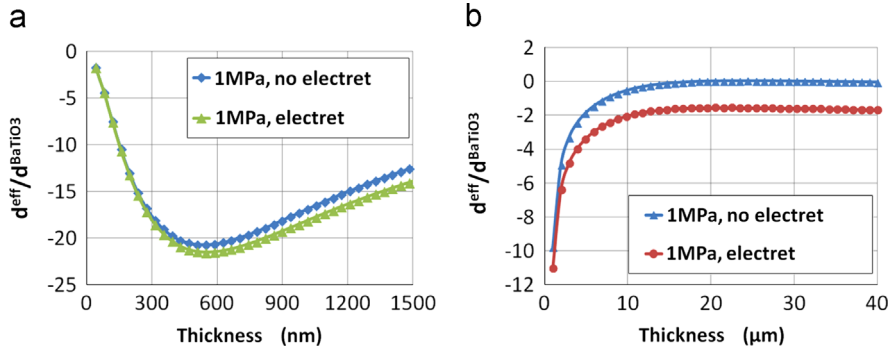 a
0
-5
-10
-15
-20
-25
d^eff/d^BaTiO3
1MPa, no electret
1MPa, electret
0 300 600 900 1200 1500
Thickness (nm)
b
2
0
-2
-4
-6
-8
-10
-12
d^eff/d^BaTiO3
1MPa, no electret
1MPa, electret
0 10 20 30 40
Thickness (μm)